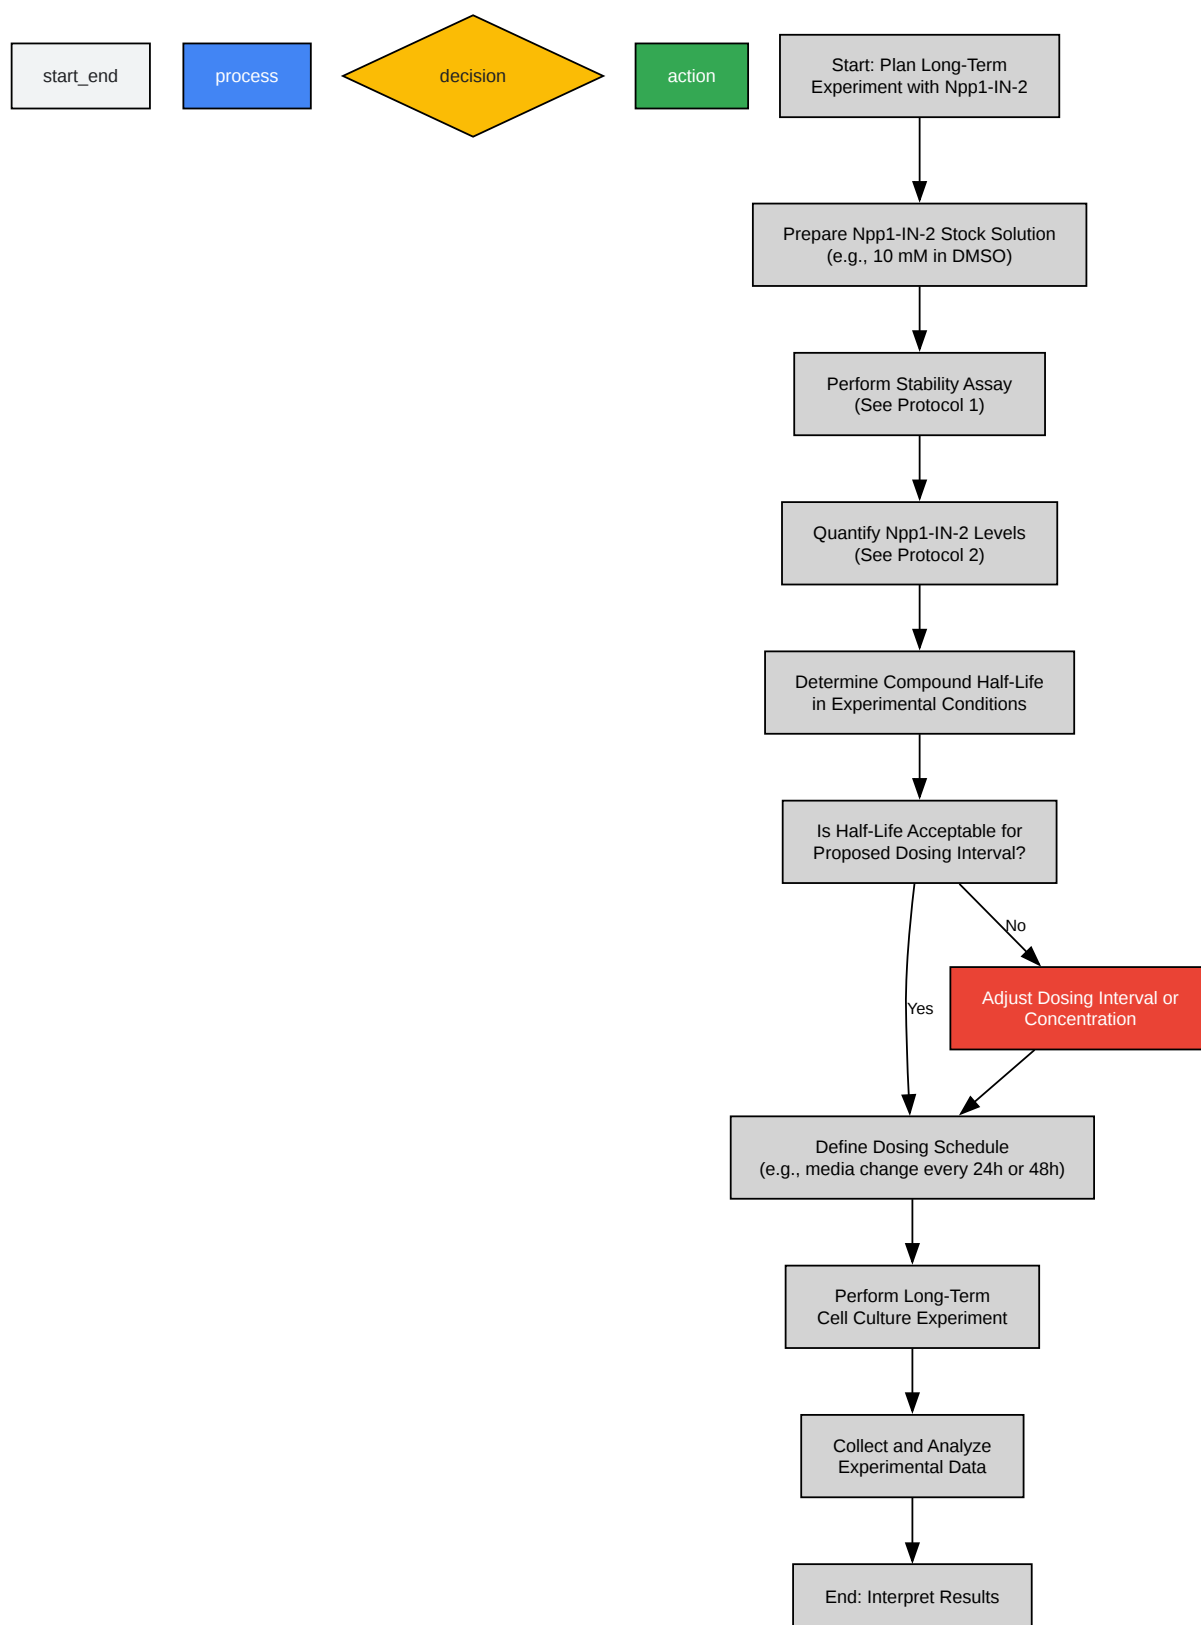 start_end
process
decision
action
Start: Plan Long-Term
Experiment with Npp1-IN-2
Prepare Npp1-IN-2 Stock Solution
(e.g., 10 mM in DMSO)
Perform Stability Assay
(See Protocol 1)
Quantify Npp1-IN-2 Levels
(See Protocol 2)
Determine Compound Half-Life
in Experimental Conditions
Is Half-Life Acceptable for
Proposed Dosing Interval?
No
Adjust Dosing Interval or
Concentration
Yes
Define Dosing Schedule
(e.g., media change every 24h or 48h)
Perform Long-Term
Cell Culture Experiment
Collect and Analyze
Experimental Data
End: Interpret Results